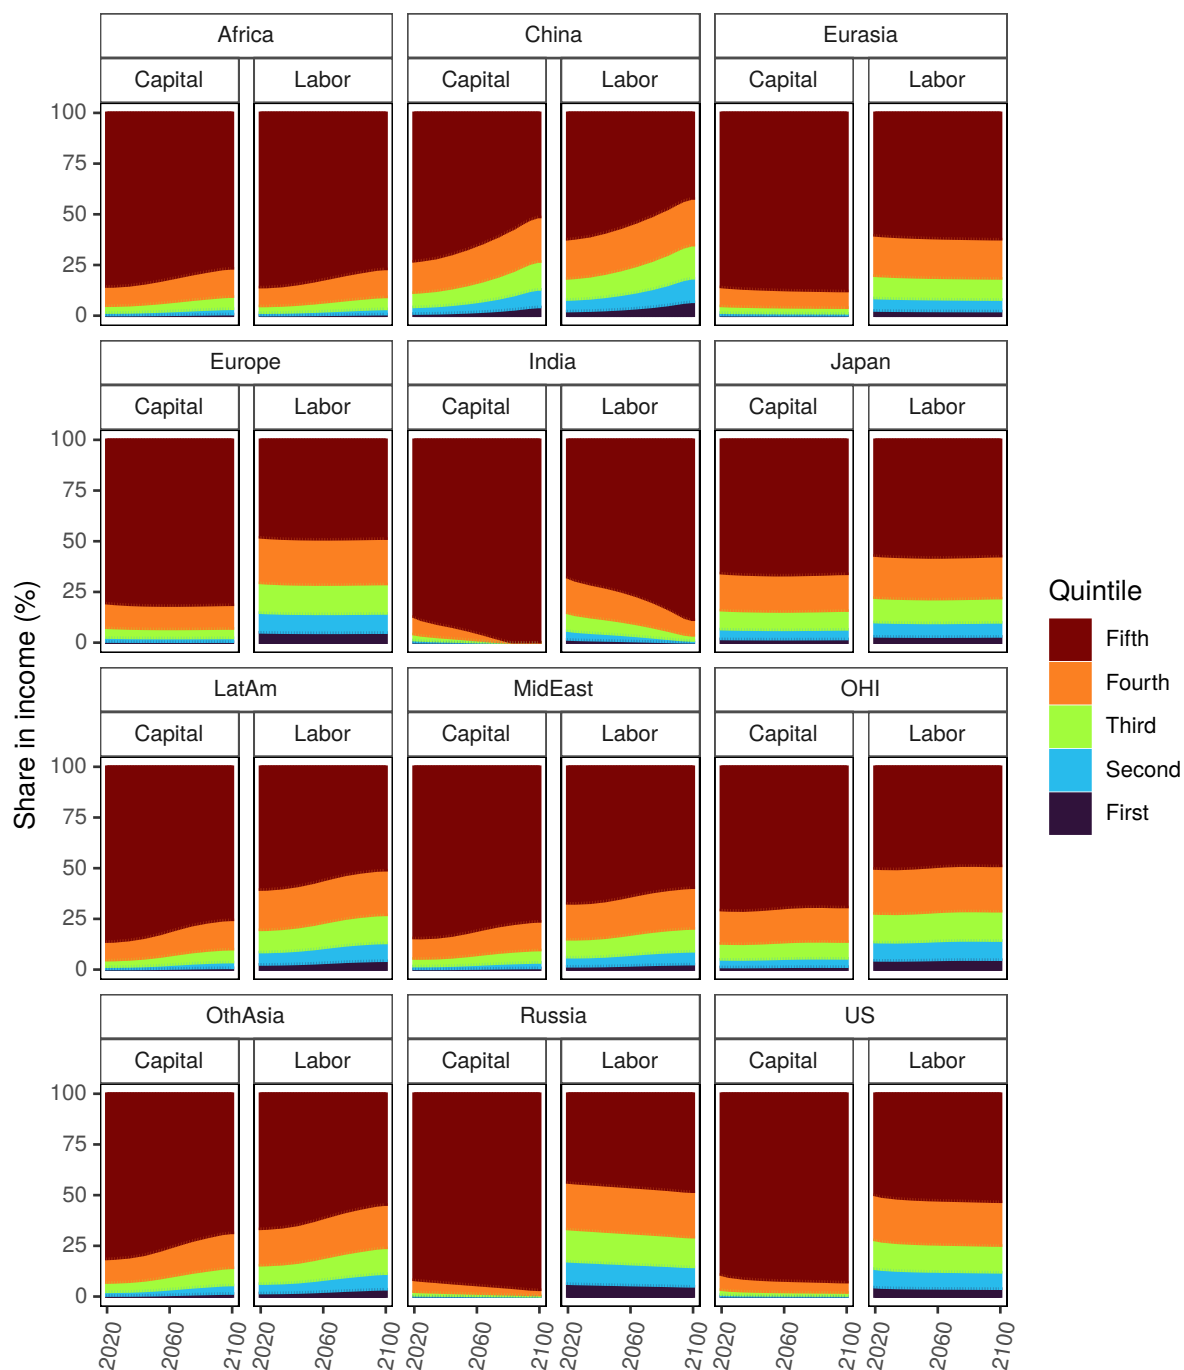 Africa China Eurasia
Capital Labor Capital Labor Capital Labor
100
75
50
25
0
Europe India Japan
Capital Labor Capital Labor Capital Labor
100
75
50
25
0
LatAm MidEast OHI
Capital Labor Capital Labor Capital Labor
100
75
50
25
0
OthAsia Russia US
Capital Labor Capital Labor Capital Labor
100
75
50
25
0
2020 2060 2100 2020 2060 2100 2020 2060 2100 2020 2060 2100 2020 2060 2100 2020 2060 2100
Share in income (%)
Quintile
Fifth
Fourth
Third
Second
First